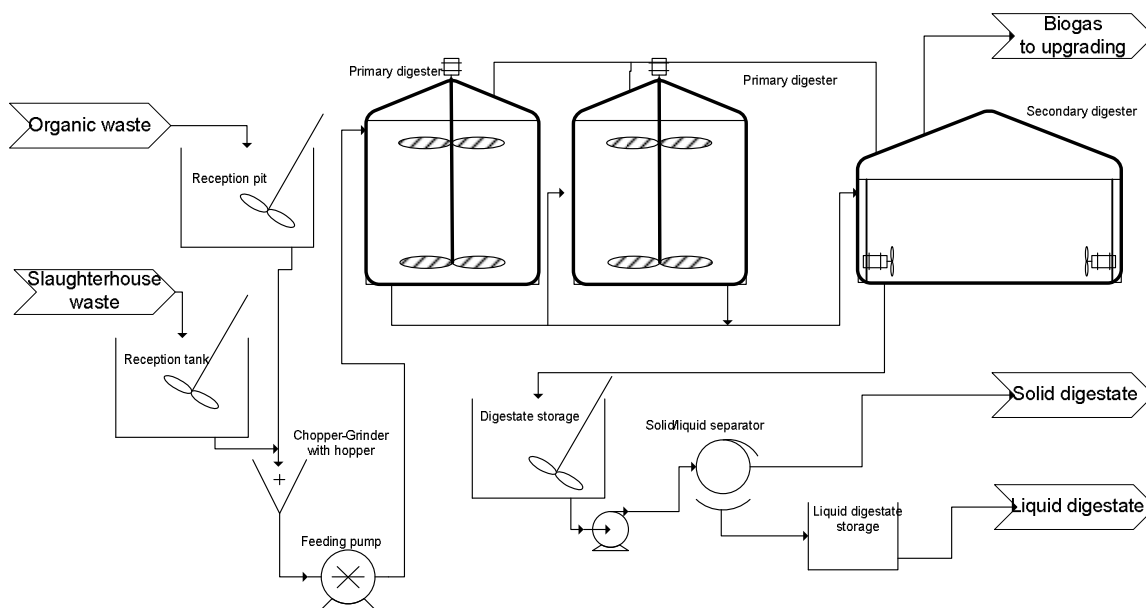 Biogas
to upgrading
Primary digester
Primary digester
Organic waste
Secondary digester
Reception pit
Slaughterhouse
waste
Reception tank
Solid digestate
Digestate storage
Solid/liquid separator
Chopper-Grinder
with hopper
Liquid digestate
storage
Liquid digestate
Feeding pump